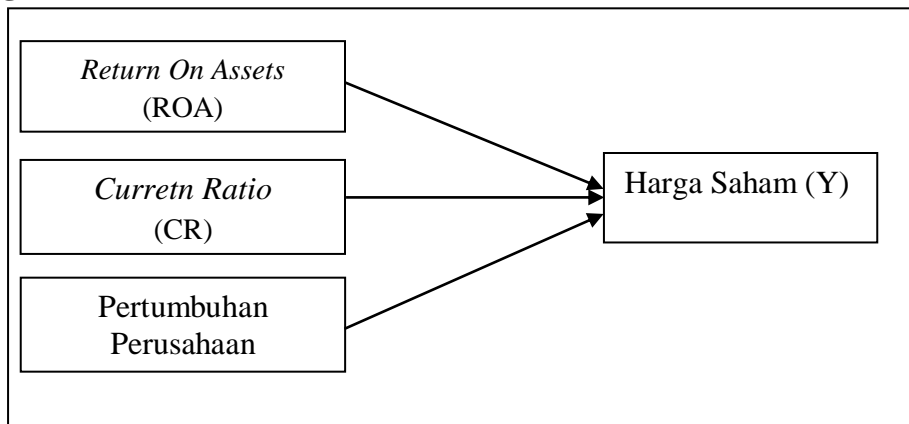 Return On Assets
(ROA)
Curretn Ratio
(CR)
Pertumbuhan
Perusahaan
Harga Saham (Y)